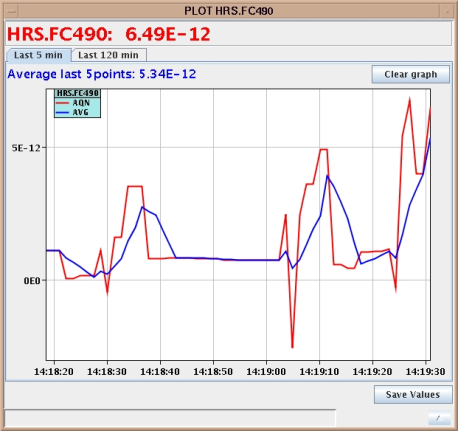 PLOT HRS.FC490
HRS.FC490: 6.49E-12
Last 5 min Last 120 min
Average last 5points: 5.34E-12
Clear graph
HRS.FC490
AQN
AVG
5E-12
0E0
14:18:20 14:18:30 14:18:40 14:18:50 14:19:00 14:19:10 14:19:20 14:19:30
Save Values